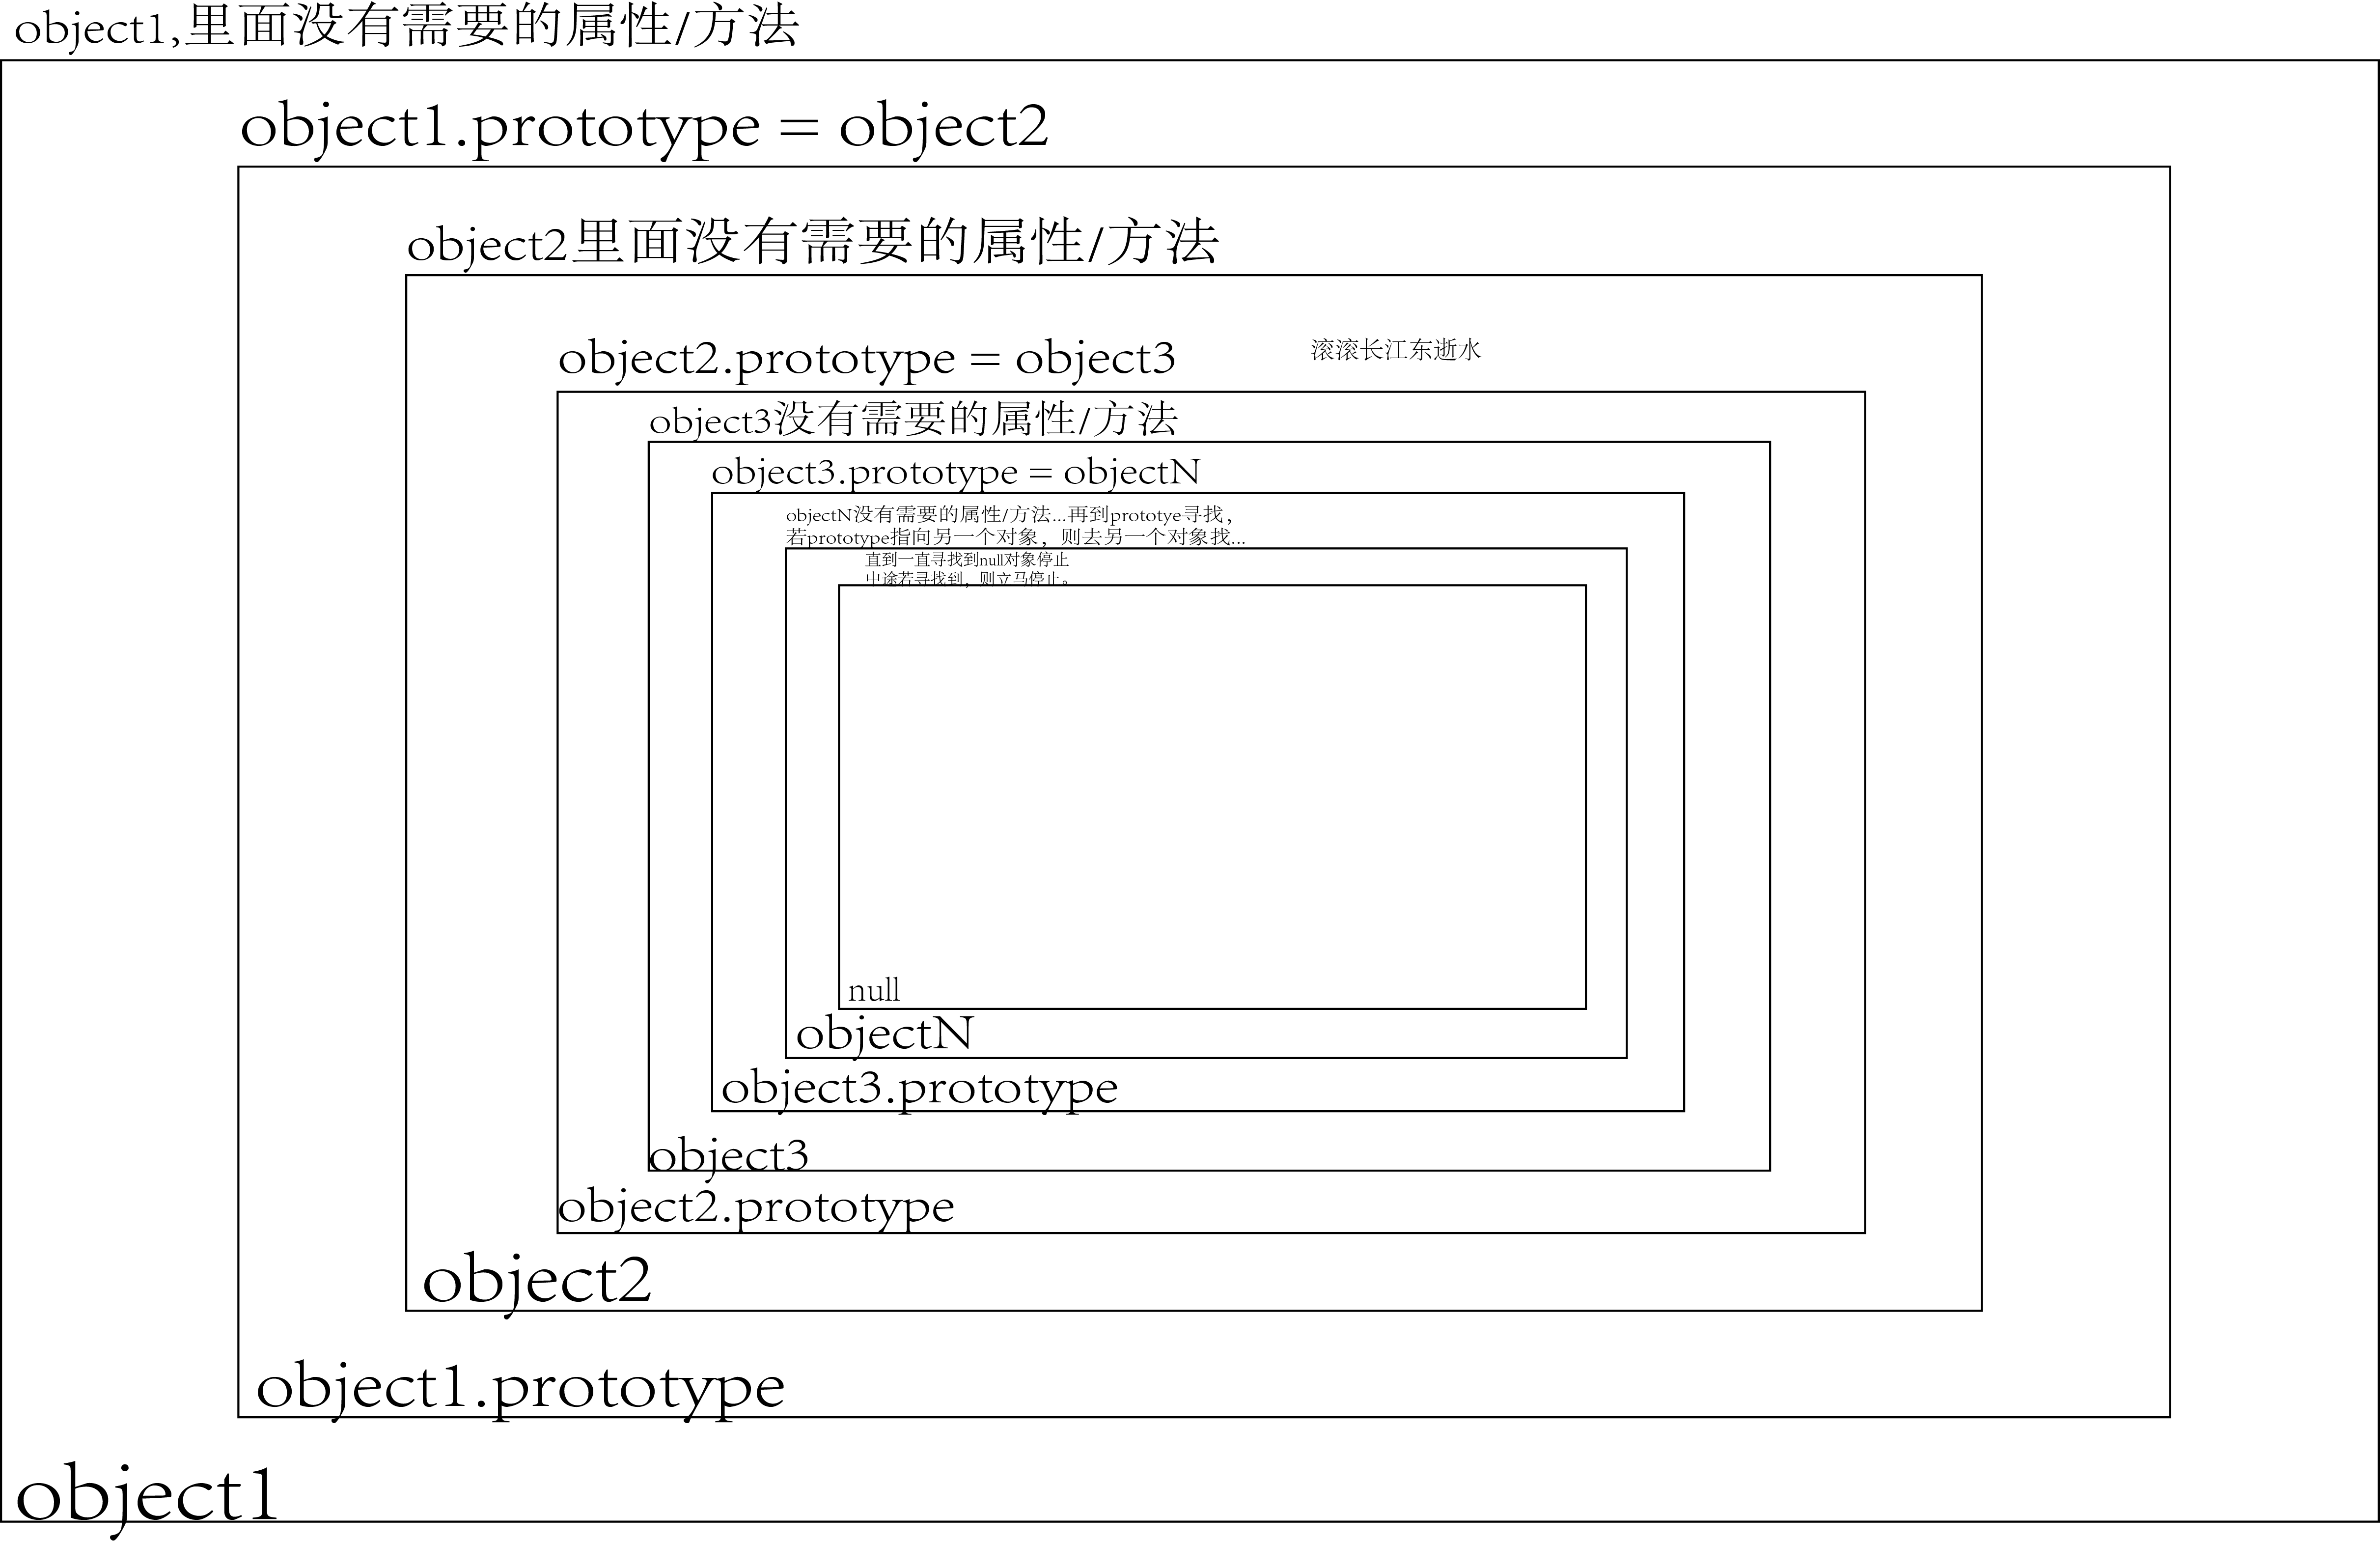 object1,里面没有需要的属性/方法
object1.prototype = object2
object2里面没有需要的属性/方法
object2.prototype = object3
滚滚长江东逝水
object3没有需要的属性/方法
object3.prototype = objectN
objectN没有需要的属性/方法...再到prototye寻找，
若prototype指向另一个对象，则去另一个对象找...
直到一直寻找到null对象停止
中途若寻找到，则立马停止。
null
objectN
object3.prototype
object3
object2.prototype
object2
object1.prototype
object1